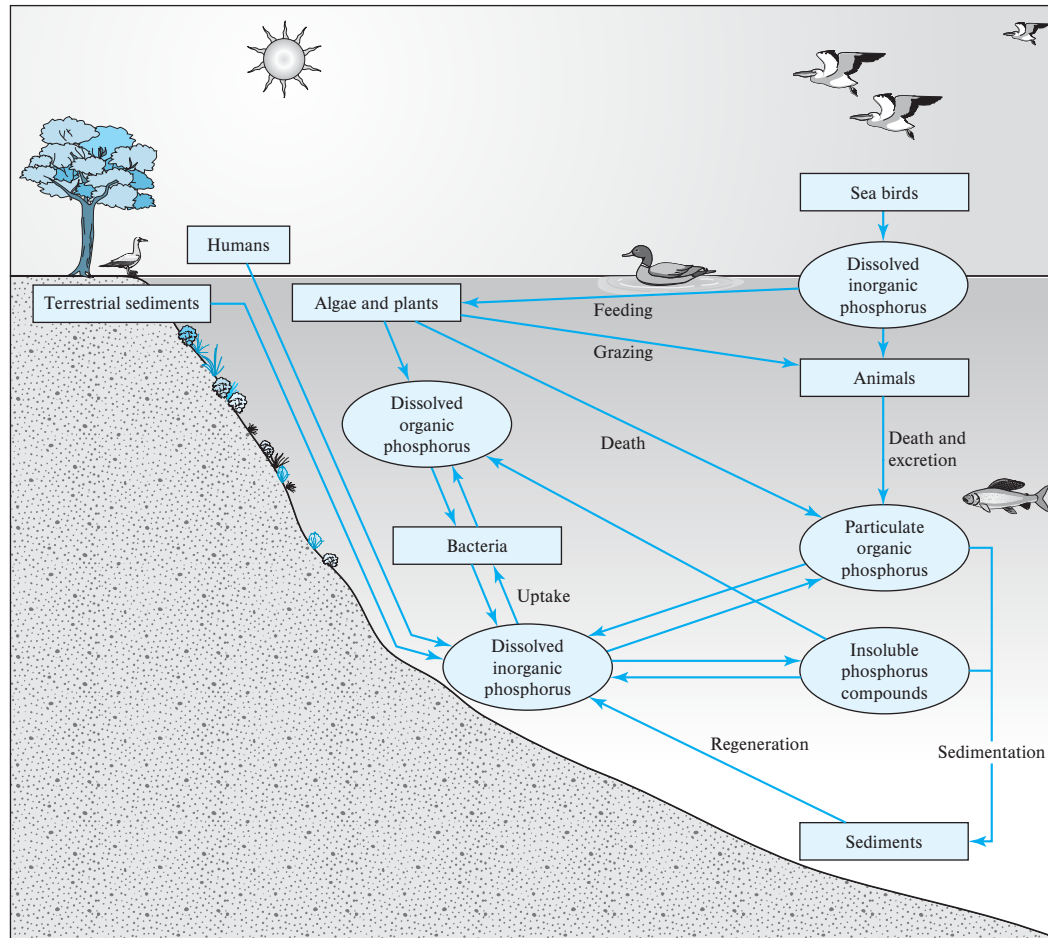 Sea birds
Humans
Dissolved
inorganic
phosphorus
Terrestrial sediments
Algae and plants
Feeding
Grazing
Animals
Dissolved
organic
phosphorus
Death
Death and
excretion
Particulate
organic
phosphorus
Bacteria
Uptake
Dissolved
inorganic
phosphorus
Insoluble
phosphorus
compounds
Regeneration
Sedimentation
Sediments